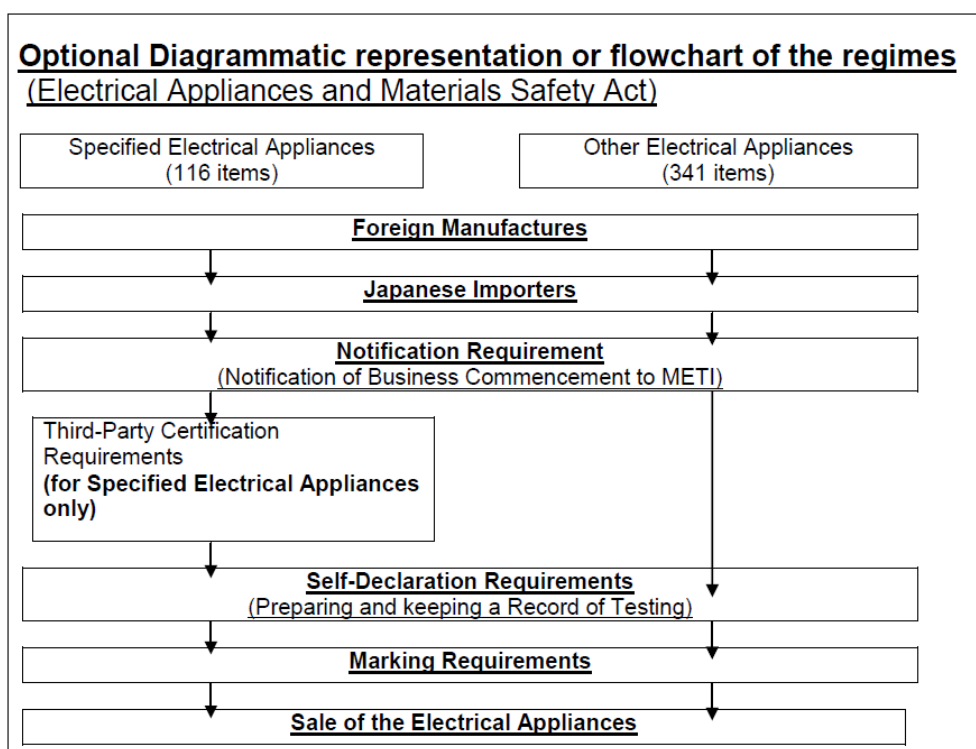 Optional Diagrammatic representation or flowchart of the regimes
(Electrical Appliances and Materials Safety Act)
Specified Electrical Appliances
(116 items)
Other Electrical Appliances
(341 items)
Foreign Manufactures
Japanese Importers
Notification Requirement
(Notification of Business Commencement to METI)
Third-Party Certification
Requirements
(for Specified Electrical Appliances
only)
Self-Declaration Requirements
(Preparing and keeping a Record of Testing)
Marking Requirements
Sale of the Electrical Appliances